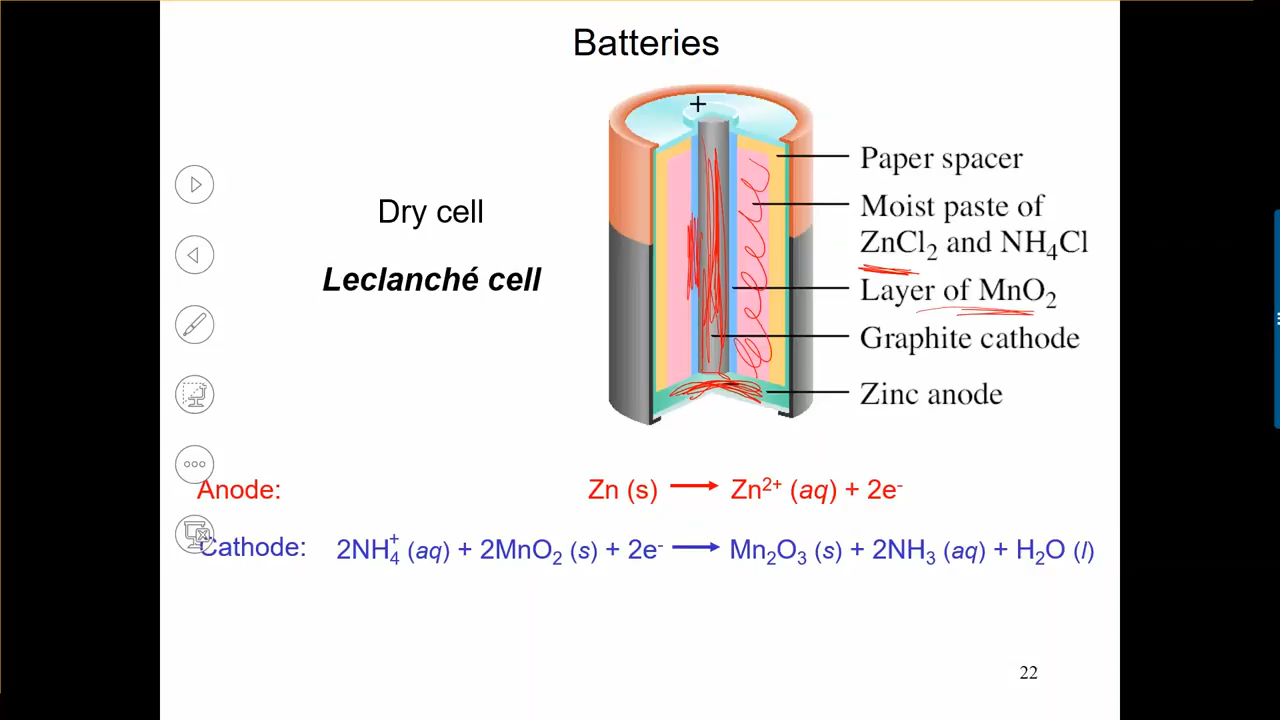 Batteries
+
Paper spacer
Moist paste of
ZnCl₂ and NH₄Cl
Layer of MnO₂
Graphite cathode
Zinc anode
Dry cell
Leclanché cell
Anode: Zn (s) ⟶ Zn²⁺ (aq) + 2e⁻
Cathode: 2NH₄⁺ (aq) + 2MnO₂ (s) + 2e⁻ ⟶ Mn₂O₃ (s) + 2NH₃ (aq) + H₂O (l)
22